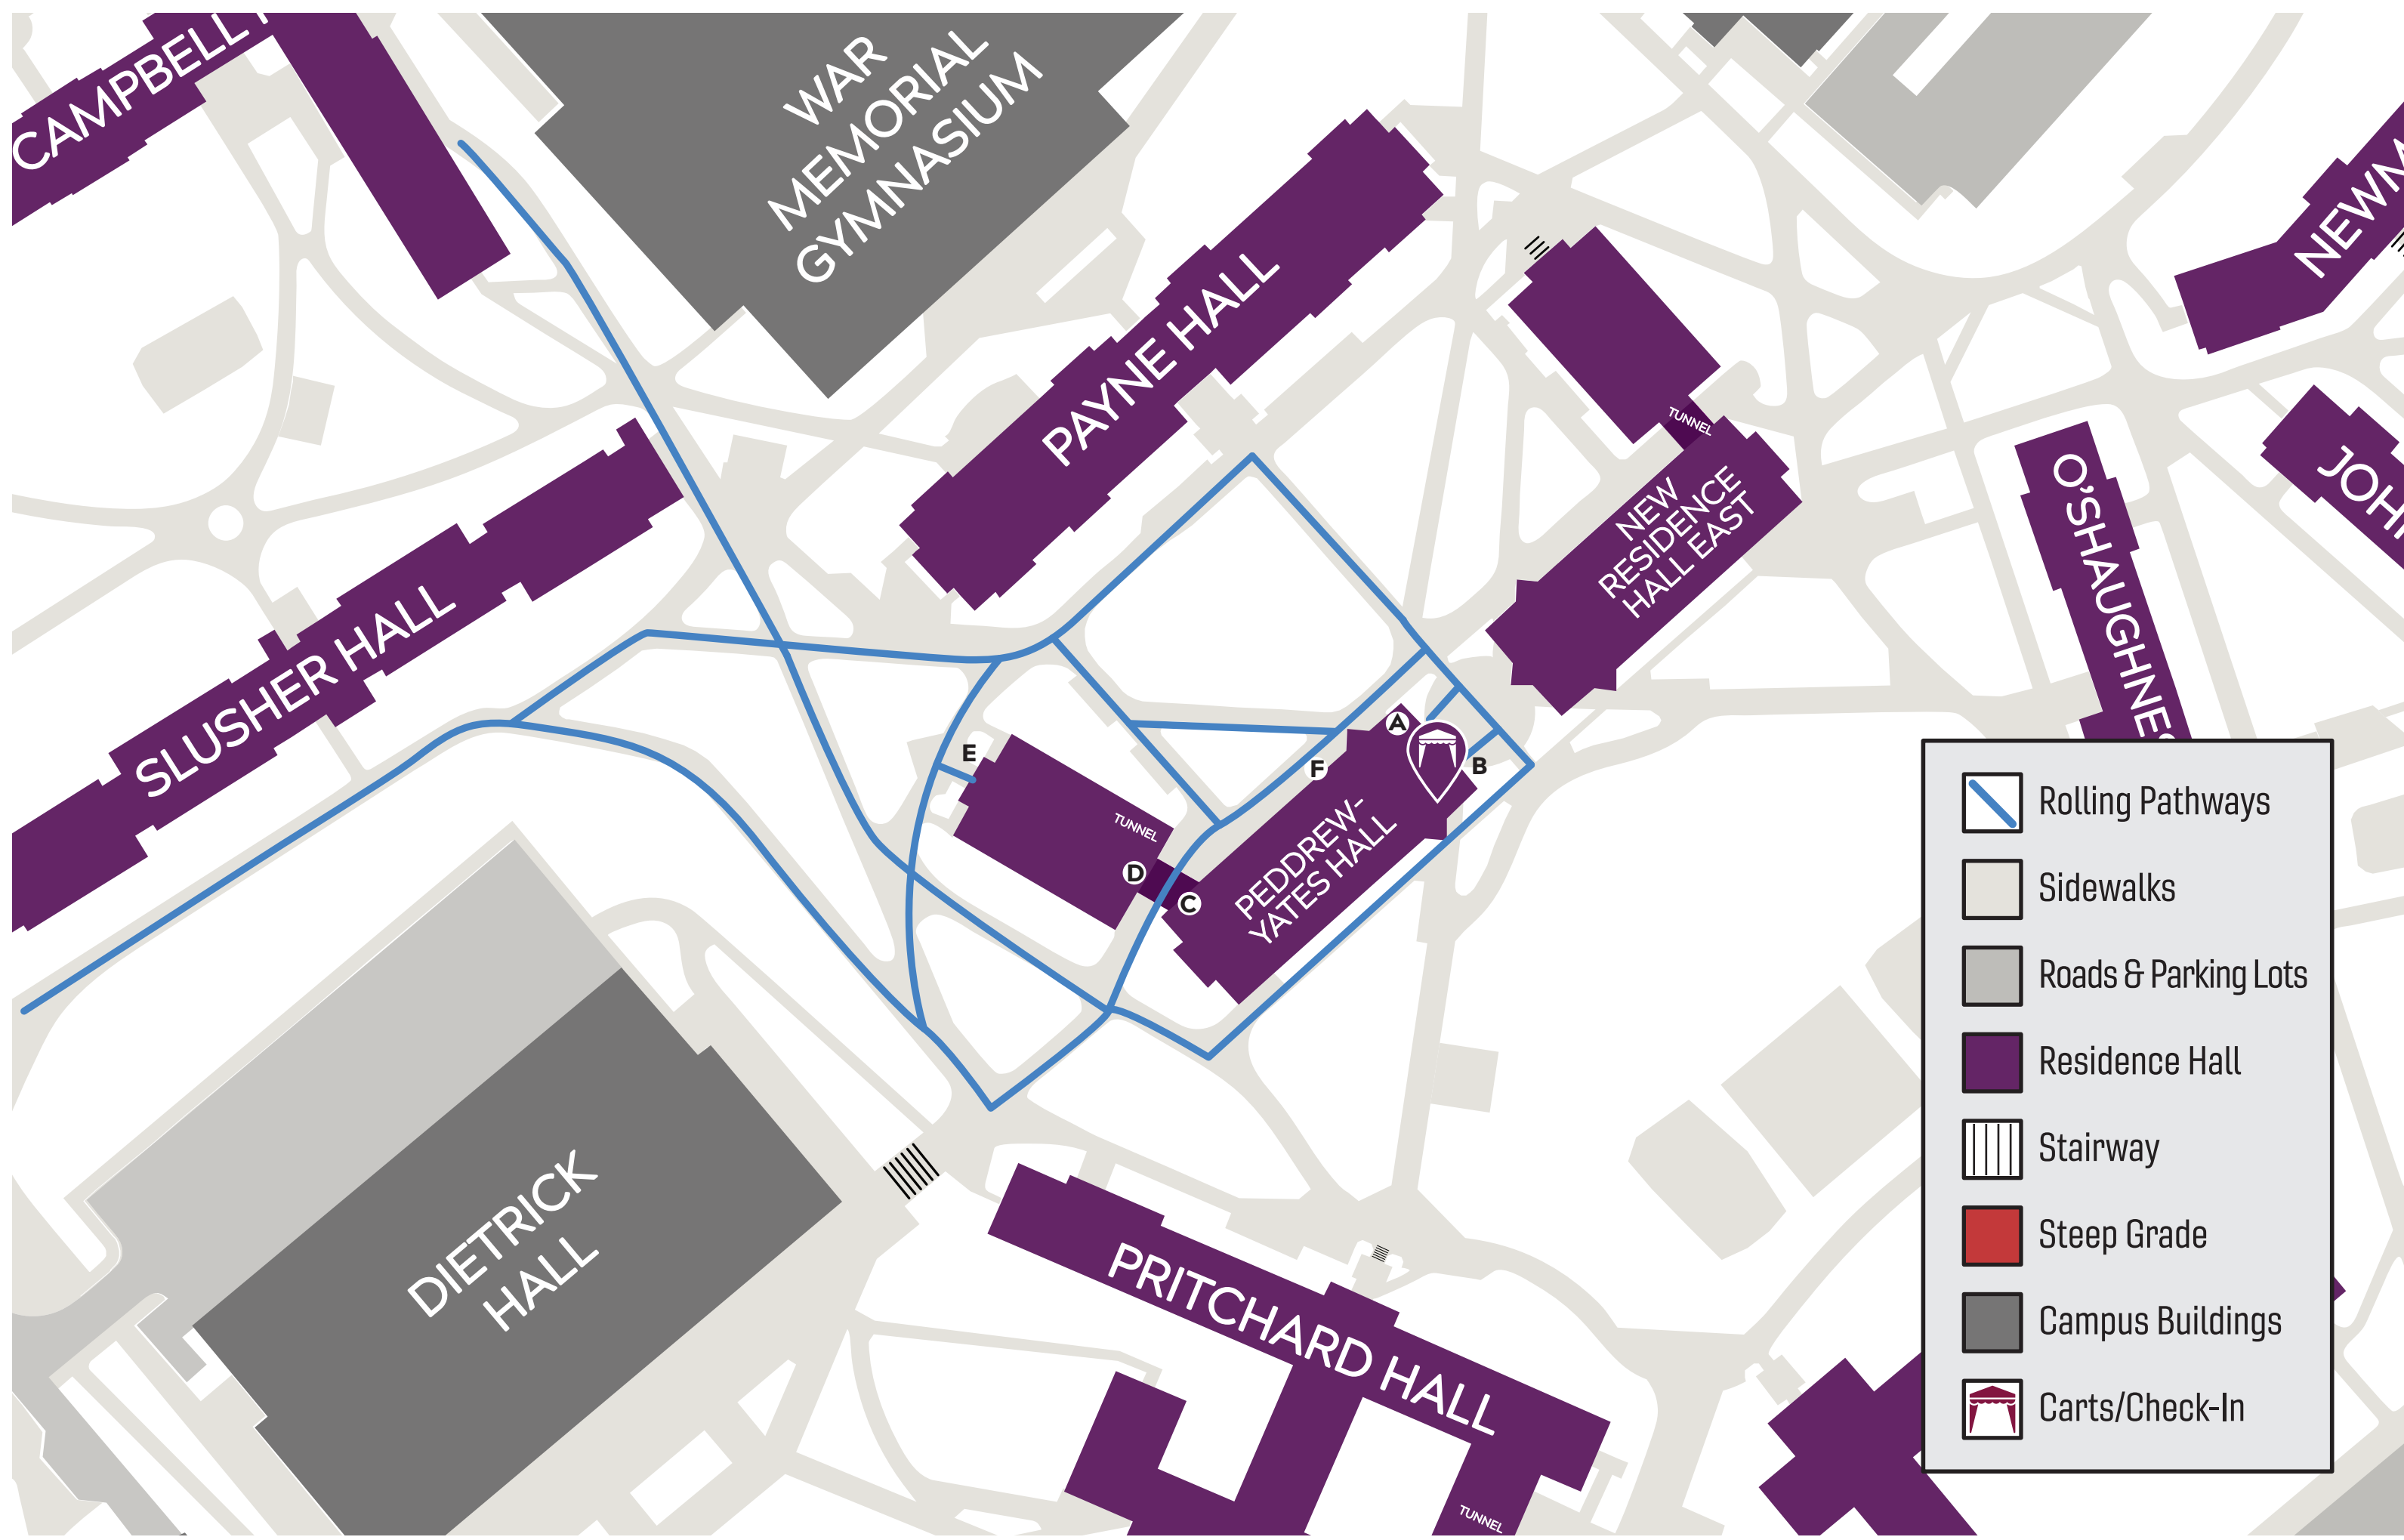 CAMPBELL
WAR
MEMORIAL
GYMNASIUM
PAYNE HALL
TUNNEL
NEW
RESIDENCE
HALL EAST
O'SHAUGHNES
SLUSHER HALL
E
TUNNEL
D
C
A
B
F
PEDDREW-
YATES HALL
DIETRICK
HALL
PRITCHARD HALL
TUNNEL
Rolling Pathways
Sidewalks
Roads & Parking Lots
Residence Hall
Stairway
Steep Grade
Campus Buildings
Carts/Check-In